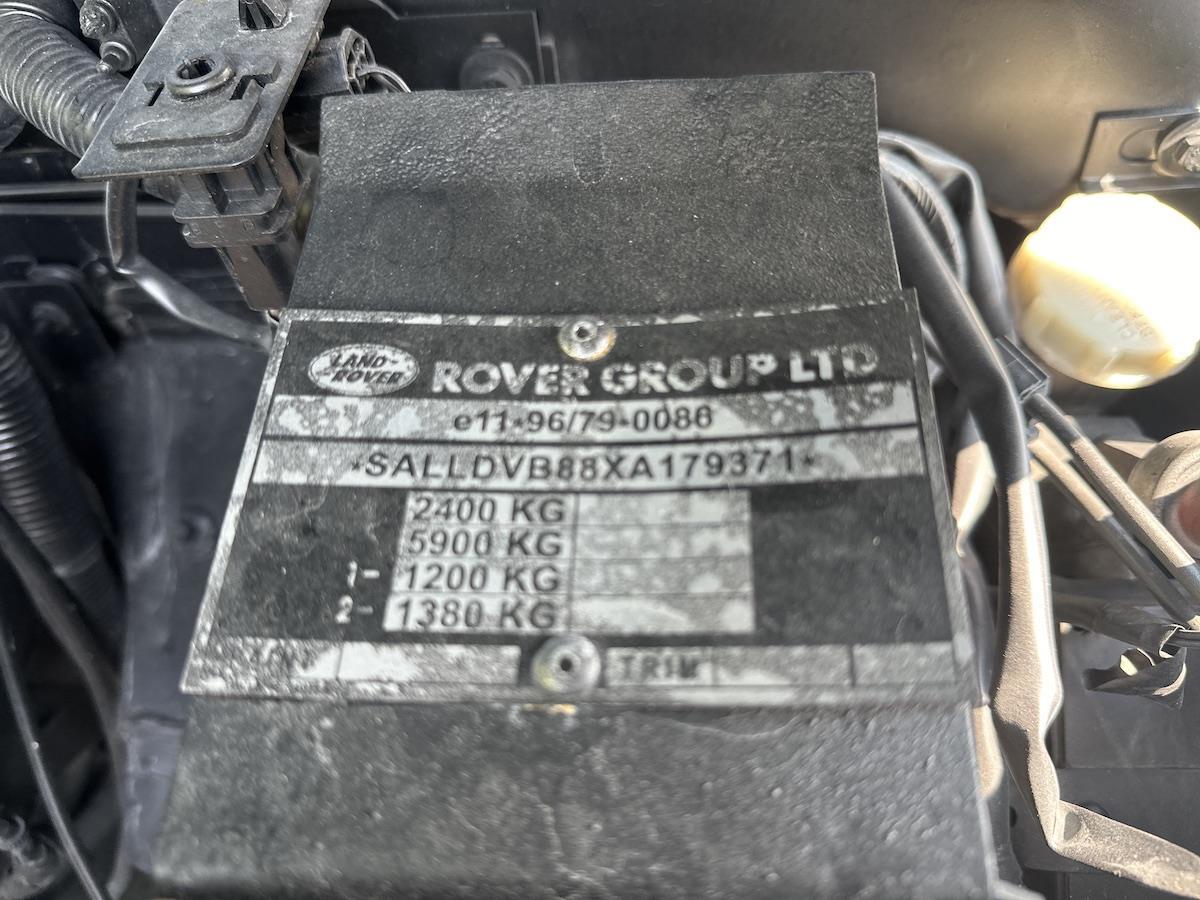 LAND-
ROVER
ROVER GROUP LTD
e11*96/79*0086
*SALLDVB88XA179371*
2400 KG
5900 KG
1- 1200 KG
2- 1380 KG
TRIM